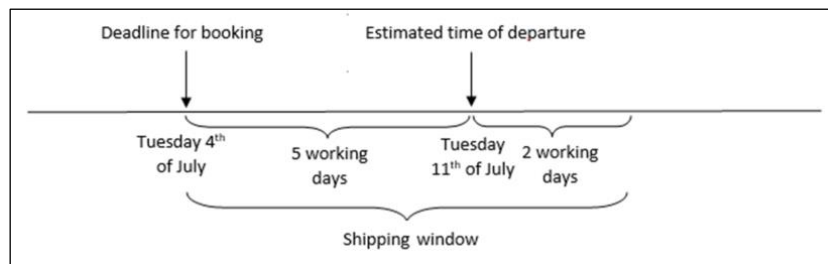 Deadline for booking
Estimated time of departure
Tuesday 4th
of July
5 working
days
Tuesday
11th of July
2 working
days
Shipping window